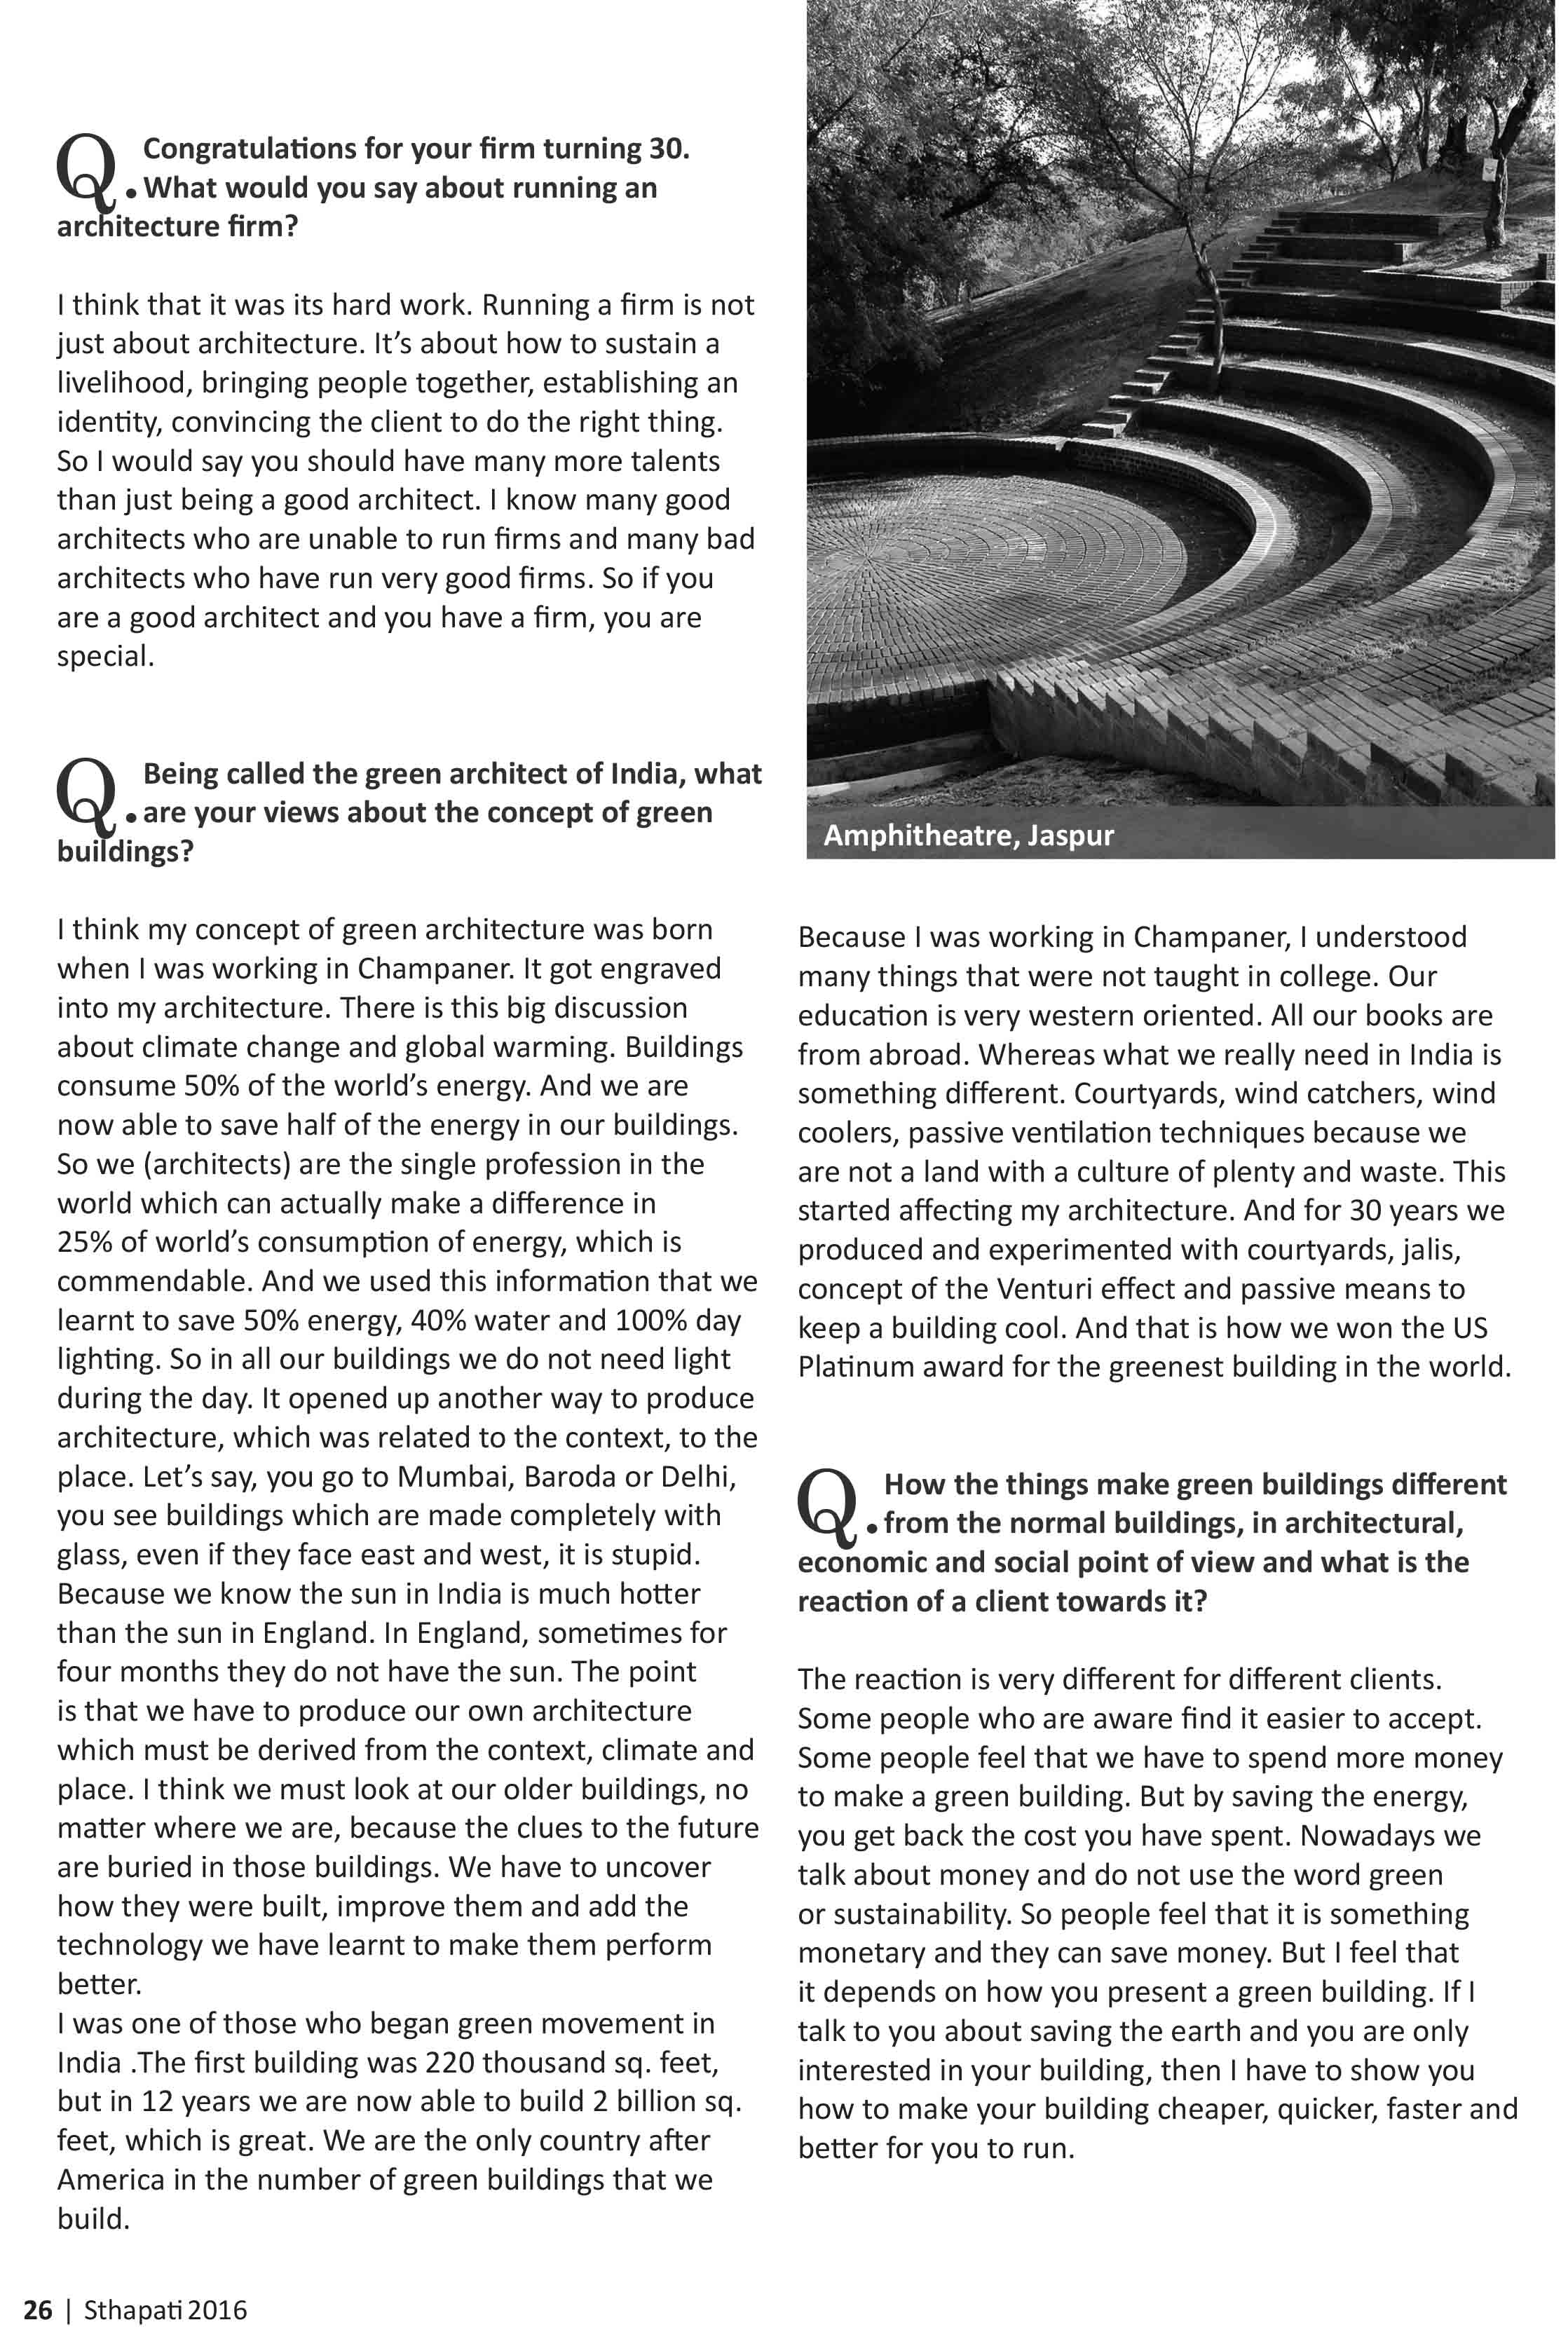 Q. Congratulations for your firm turning 30.
What would you say about running an
architecture firm?
I think that it was its hard work. Running a firm is not
just about architecture. It’s about how to sustain a
livelihood, bringing people together, establishing an
identity, convincing the client to do the right thing.
So I would say you should have many more talents
than just being a good architect. I know many good
architects who are unable to run firms and many bad
architects who have run very good firms. So if you
are a good architect and you have a firm, you are
special.
Q. Being called the green architect of India, what
are your views about the concept of green
buildings?
I think my concept of green architecture was born
when I was working in Champaner. It got engraved
into my architecture. There is this big discussion
about climate change and global warming. Buildings
consume 50% of the world’s energy. And we are
now able to save half of the energy in our buildings.
So we (architects) are the single profession in the
world which can actually make a difference in
25% of world’s consumption of energy, which is
commendable. And we used this information that we
learnt to save 50% energy, 40% water and 100% day
lighting. So in all our buildings we do not need light
during the day. It opened up another way to produce
architecture, which was related to the context, to the
place. Let’s say, you go to Mumbai, Baroda or Delhi,
you see buildings which are made completely with
glass, even if they face east and west, it is stupid.
Because we know the sun in India is much hotter
than the sun in England. In England, sometimes for
four months they do not have the sun. The point
is that we have to produce our own architecture
which must be derived from the context, climate and
place. I think we must look at our older buildings, no
matter where we are, because the clues to the future
are buried in those buildings. We have to uncover
how they were built, improve them and add the
technology we have learnt to make them perform
better.
I was one of those who began green movement in
India .The first building was 220 thousand sq. feet,
but in 12 years we are now able to build 2 billion sq.
feet, which is great. We are the only country after
America in the number of green buildings that we
build.
Amphitheatre, Jaspur
Because I was working in Champaner, I understood
many things that were not taught in college. Our
education is very western oriented. All our books are
from abroad. Whereas what we really need in India is
something different. Courtyards, wind catchers, wind
coolers, passive ventilation techniques because we
are not a land with a culture of plenty and waste. This
started affecting my architecture. And for 30 years we
produced and experimented with courtyards, jalis,
concept of the Venturi effect and passive means to
keep a building cool. And that is how we won the US
Platinum award for the greenest building in the world.
Q. How the things make green buildings different
from the normal buildings, in architectural,
economic and social point of view and what is the
reaction of a client towards it?
The reaction is very different for different clients.
Some people who are aware find it easier to accept.
Some people feel that we have to spend more money
to make a green building. But by saving the energy,
you get back the cost you have spent. Nowadays we
talk about money and do not use the word green
or sustainability. So people feel that it is something
monetary and they can save money. But I feel that
it depends on how you present a green building. If I
talk to you about saving the earth and you are only
interested in your building, then I have to show you
how to make your building cheaper, quicker, faster and
better for you to run.
26 | Sthapati 2016